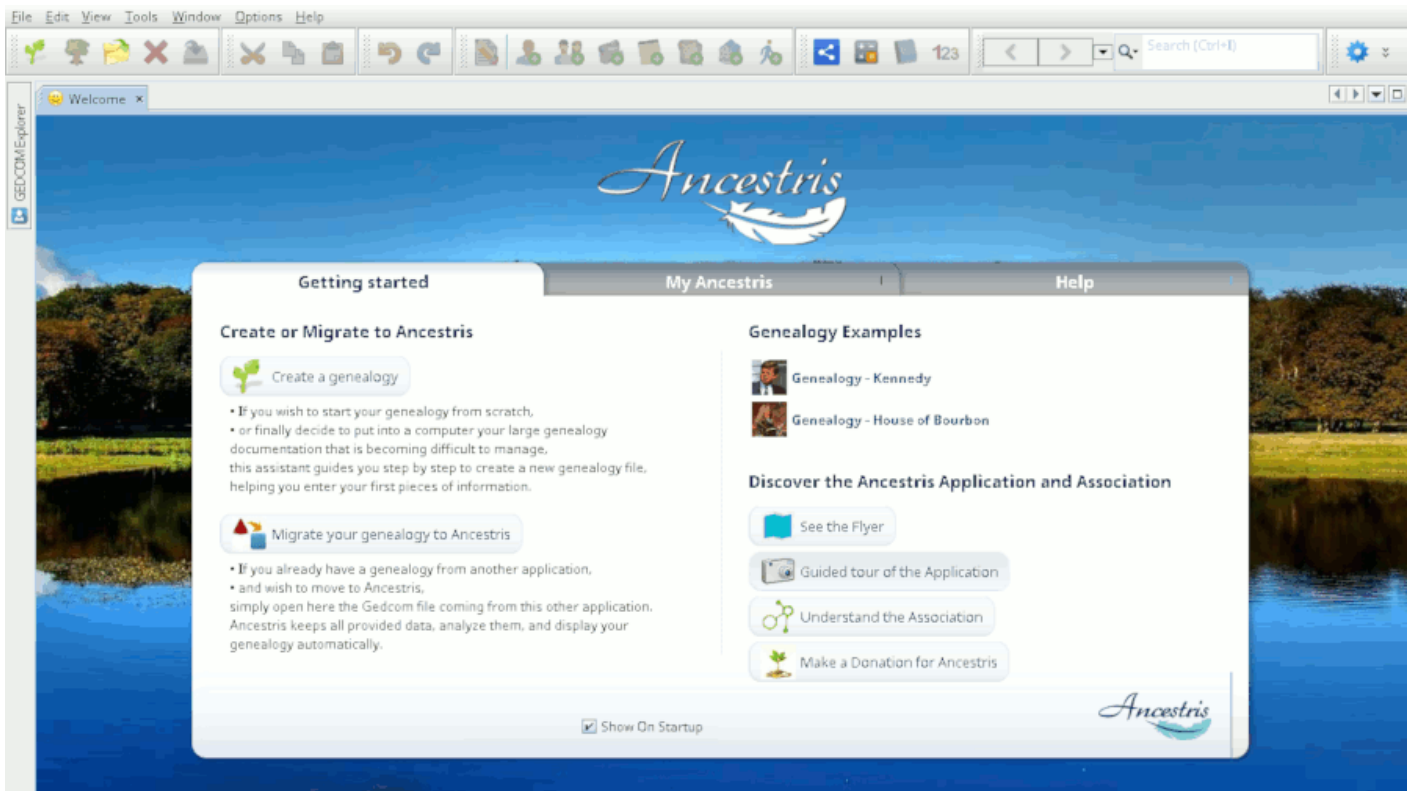 File Edit View Tools Window Options Help
123
Search (Ctrl+I)
Welcome
GEDCOM Explorer
Ancestris
Getting started
My Ancestris
Help
Create or Migrate to Ancestris
Create a genealogy
• If you wish to start your genealogy from scratch,
• or finally decide to put into a computer your large genealogy
documentation that is becoming difficult to manage,
this assistant guides you step by step to create a new genealogy file,
helping you enter your first pieces of information.
Migrate your genealogy to Ancestris
• If you already have a genealogy from another application,
• and wish to move to Ancestris,
simply open here the Gedcom file coming from this other application.
Ancestris keeps all provided data, analyze them, and display your
genealogy automatically.
Genealogy Examples
Genealogy - Kennedy
Genealogy - House of Bourbon
Discover the Ancestris Application and Association
See the Flyer
Guided tour of the Application
Understand the Association
Make a Donation for Ancestris
Show On Startup
Ancestris